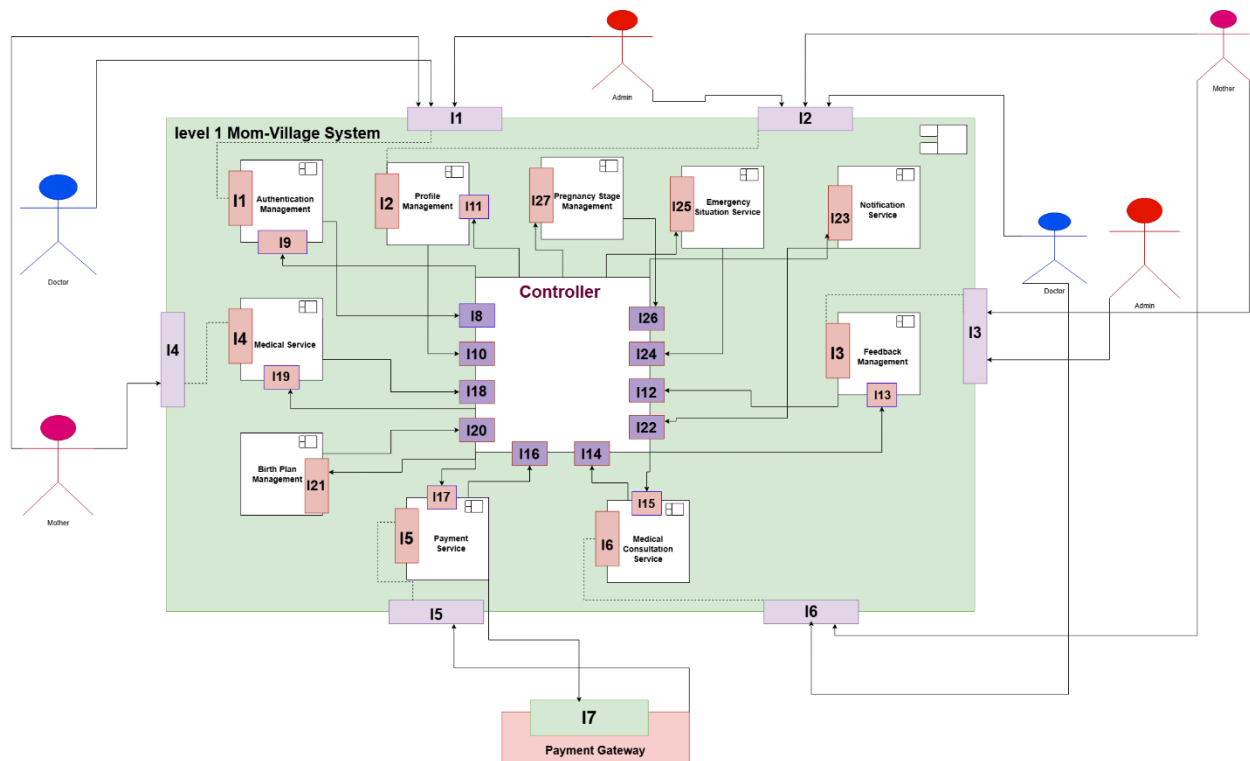 Admin
Mother
I1
I2
level 1 Mom-Village System
I1
Authentication
Management
I9
I2
Profile
Management
I11
I27
Pregnancy Stage
Management
I25
Emergency
Situation Service
I23
Notification
Service
Doctor
Doctor
Admin
Controller
I8
I10
I18
I20
I26
I24
I12
I22
I16
I14
I4
I4
Medical Service
I19
I3
Feedback
Management
I13
I3
Birth Plan
Management
I21
Mother
I17
I5
Payment
Service
I15
I6
Medical
Consultation
Service
I5
I6
I7
Payment Gateway